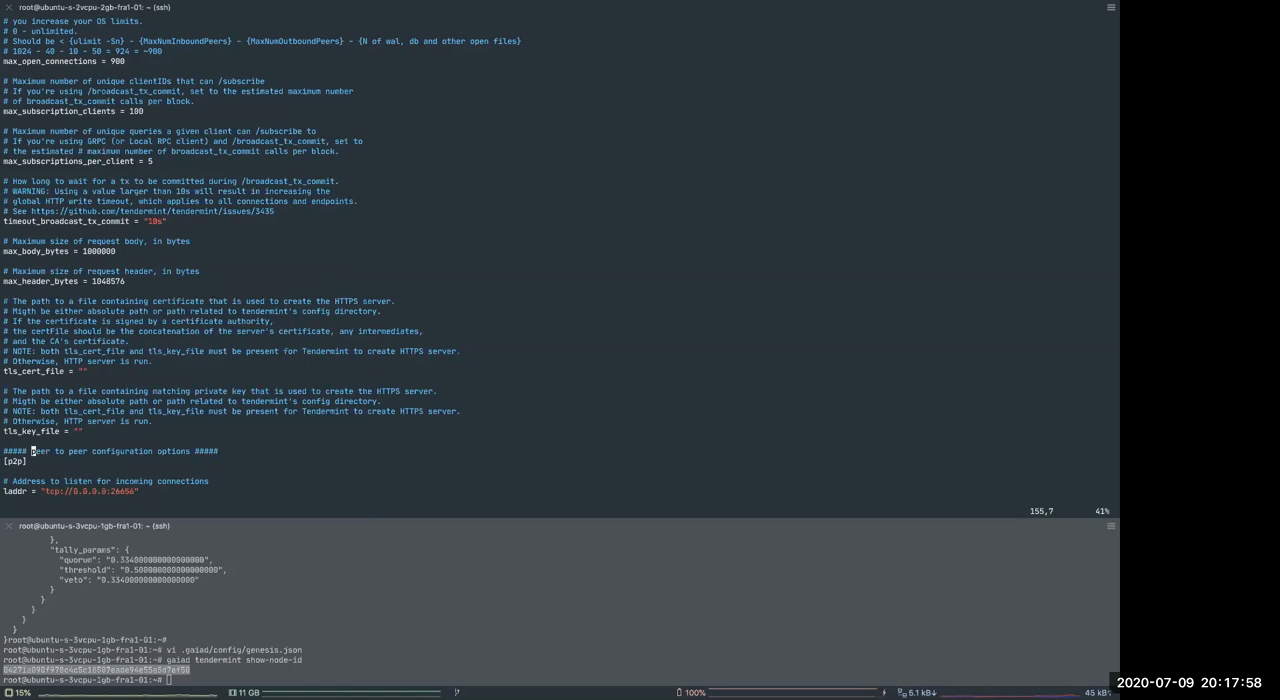 root@ubuntu-s-2vcpu-2gb-fra1-01: ~ (ssh)
# you increase your OS limits.
# 0 - unlimited.
# Should be < {ulimit -Sn} - {MaxNumInboundPeers} - {MaxNumOutboundPeers} - {N of wal, db and other open files}
# 1024 - 40 - 10 - 50 = 924 = ~900
max_open_connections = 900
# Maximum number of unique clientIDs that can /subscribe
# If you're using /broadcast_tx_commit, set to the estimated maximum number
# of broadcast_tx_commit calls per block.
max_subscription_clients = 100
# Maximum number of unique queries a given client can /subscribe to
# If you're using GRPC (or Local RPC client) and /broadcast_tx_commit, set to
# the estimated # maximum number of broadcast_tx_commit calls per block.
max_subscriptions_per_client = 5
# How long to wait for a tx to be committed during /broadcast_tx_commit.
# WARNING: Using a value larger than 10s will result in increasing the
# global HTTP write timeout, which applies to all connections and endpoints.
# See https://github.com/tendermint/tendermint/issues/3435
timeout_broadcast_tx_commit = "10s"
# Maximum size of request body, in bytes
max_body_bytes = 1000000
# Maximum size of request header, in bytes
max_header_bytes = 1048576
# The path to a file containing certificate that is used to create the HTTPS server.
# Migth be either absolute path or path related to tendermint's config directory.
# If the certificate is signed by a certificate authority,
# the certFile should be the concatenation of the server's certificate, any intermediates,
# and the CA's certificate.
# NOTE: both tls_cert_file and tls_key_file must be present for Tendermint to create HTTPS server.
# Otherwise, HTTP server is run.
tls_cert_file = ""
# The path to a file containing matching private key that is used to create the HTTPS server.
# Migth be either absolute path or path related to tendermint's config directory.
# NOTE: both tls_cert_file and tls_key_file must be present for Tendermint to create HTTPS server.
# Otherwise, HTTP server is run.
tls_key_file = ""
##### peer to peer configuration options #####
[p2p]
# Address to listen for incoming connections
laddr = "tcp://0.0.0.0:26656"
155,7 41%
root@ubuntu-s-3vcpu-1gb-fra1-01: ~ (ssh)
},
"tally_params": {
"quorum": "0.334000000000000000",
"threshold": "0.500000000000000000",
"veto": "0.334000000000000000"
}
}
}
}
}
}root@ubuntu-s-3vcpu-1gb-fra1-01:~#
root@ubuntu-s-3vcpu-1gb-fra1-01:~# vi .gaiad/config/genesis.json
root@ubuntu-s-3vcpu-1gb-fra1-01:~# gaiad tendermint show-node-id
root@ubuntu-s-3vcpu-1gb-fra1-01:~#
15% 11 GB 100% 5.1 kB↓ 45 kB↑
2020-07-09 20:17:58